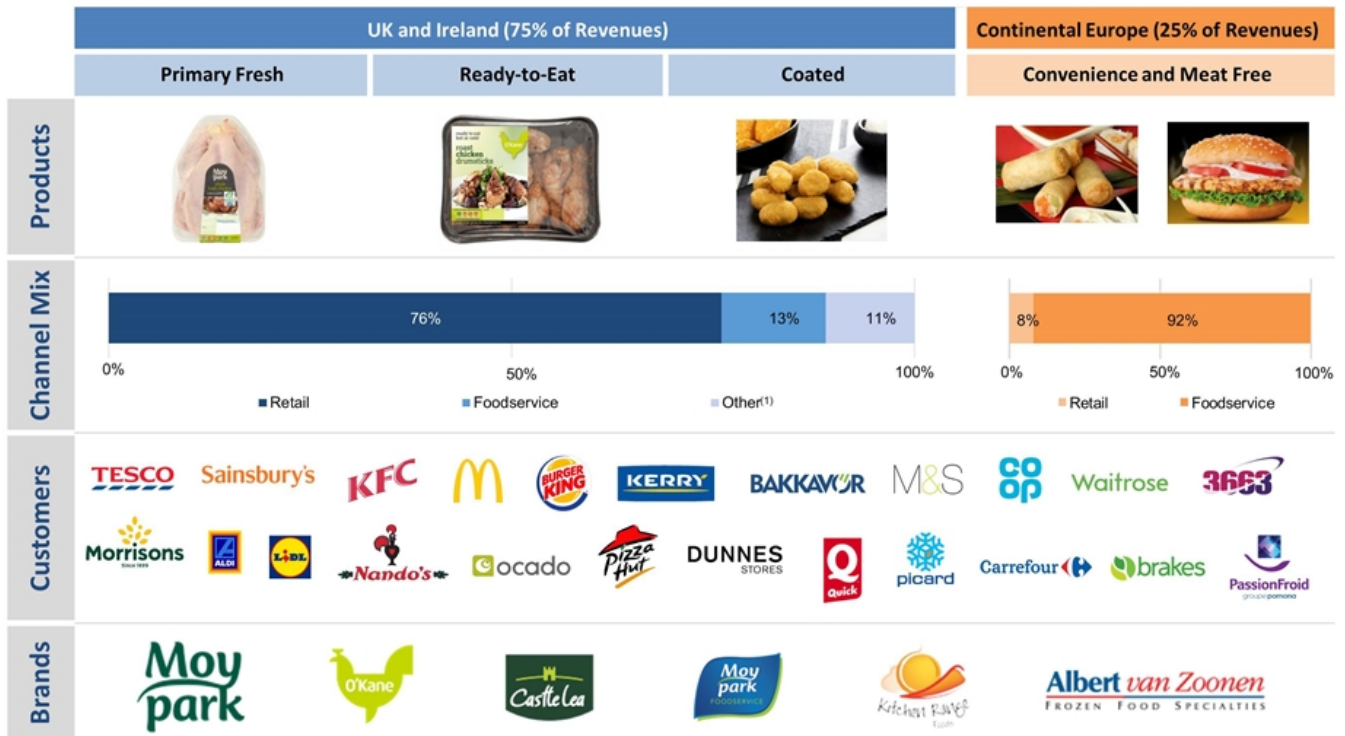 UK and Ireland (75% of Revenues)
Continental Europe (25% of Revenues)
Primary Fresh
Ready-to-Eat
Coated
Convenience and Meat Free
Products
Moy
park
roast
chicken
drumsticks
O'Kane
Channel Mix
76%
13%
11%
8%
92%
0%
50%
100%
0%
50%
100%
Retail
Foodservice
Other(1)
Retail
Foodservice
Customers
TESCO
Sainsbury's
KFC
M
BURGER
KING
KERRY
BAKKAVOR
M&S
CO
OP
Waitrose
3663
Morrisons
Since 1899
ALDI
LIDL
Nando's
ocado
Pizza
Hut
DUNNES
STORES
Q
Quick
picard
Carrefour
brakes
PassionFroid
groupe pomona
Brands
Moy
park
O'Kane
Castle Lea
Moy
park
FOODSERVICE
Kitchen Range
Foods
Albert van Zoonen
FROZEN FOOD SPECIALTIES